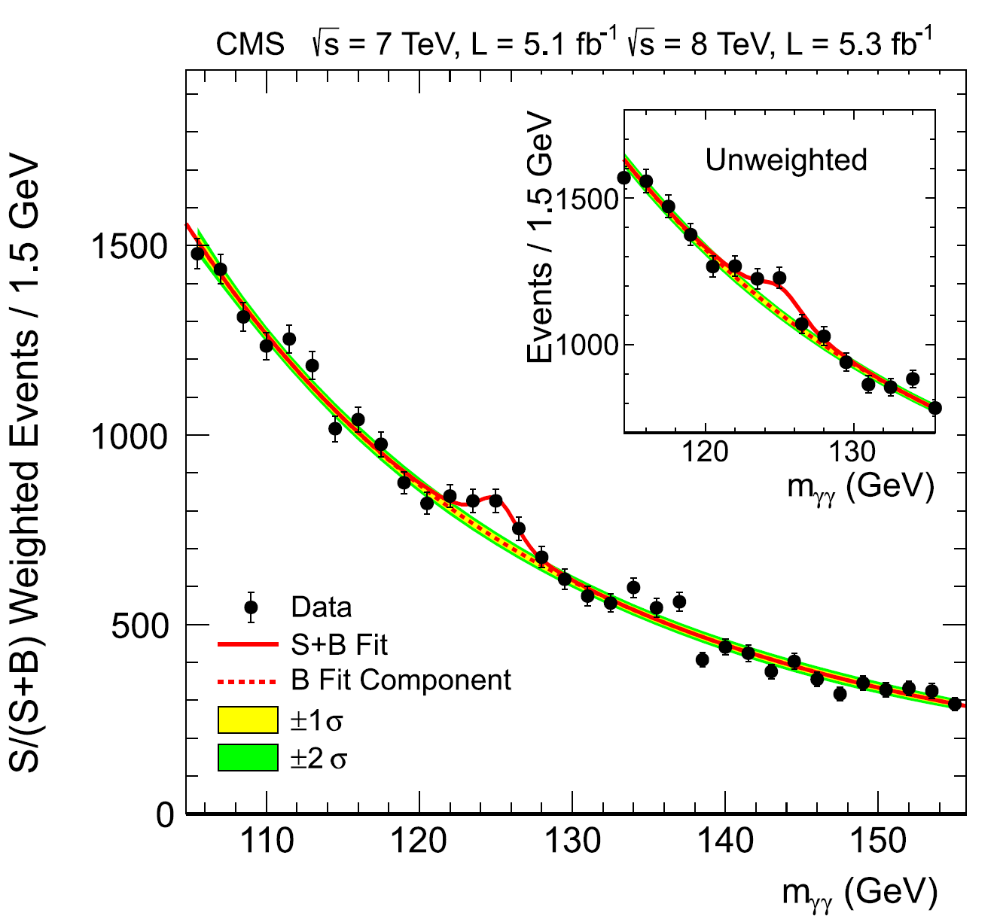 CMS √s = 7 TeV, L = 5.1 fb⁻¹ √s = 8 TeV, L = 5.3 fb⁻¹
S/(S+B) Weighted Events / 1.5 GeV
1500
1000
500
0
110 120 130 140 150
mγγ (GeV)
Data
S+B Fit
B Fit Component
±1σ
±2 σ
Unweighted
Events / 1.5 GeV
1500
1000
120 130
mγγ (GeV)